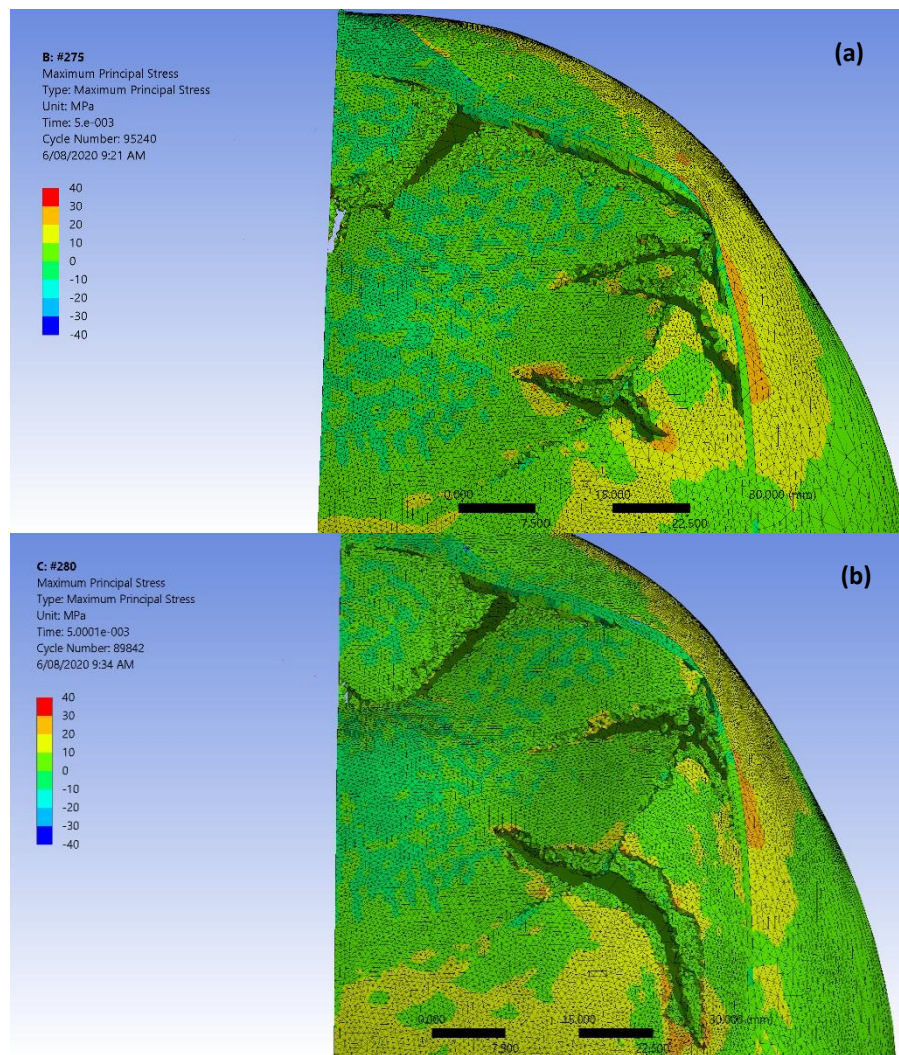 (a)
B: #275
Maximum Principal Stress
Type: Maximum Principal Stress
Unit: MPa
Time: 5.e-003
Cycle Number: 95240
6/08/2020 9:21 AM
40
30
20
10
0
-10
-20
-30
-40
0.000 15.000 30.000 (mm)
7.500 22.500
(b)
C: #280
Maximum Principal Stress
Type: Maximum Principal Stress
Unit: MPa
Time: 5.0001e-003
Cycle Number: 89842
6/08/2020 9:34 AM
40
30
20
10
0
-10
-20
-30
-40
0.000 15.000 30.000 (mm)
7.500 22.500